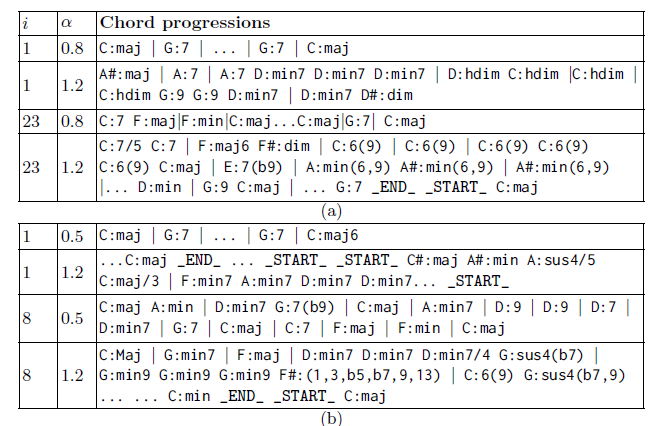 i α Chord progressions
1 0.8 C:maj | G:7 | ... | G:7 | C:maj
1 1.2 A#:maj | A:7 | A:7 D:min7 D:min7 D:min7 | D:hdim C:hdim |C:hdim |
C:hdim G:9 G:9 D:min7 | D:min7 D#:dim
23 0.8 C:7 F:maj|F:min|C:maj...C:maj|G:7| C:maj
23 1.2 C:7/5 C:7 | F:maj6 F#:dim | C:6(9) | C:6(9) | C:6(9) C:6(9)
C:6(9) C:maj | E:7(b9) | A:min(6,9) A#:min(6,9) | A#:min(6,9)
|... D:min | G:9 C:maj | ... G:7 _END_ _START_ C:maj
(a)
1 0.5 C:maj | G:7 | ... | G:7 | C:maj6
1 1.2 ...C:maj _END_ ... _START_ _START_ C#:maj A#:min A:sus4/5
C:maj/3 | F:min7 A:min7 D:min7 D:min7... _START_
8 0.5 C:maj A:min | D:min7 G:7(b9) | C:maj | A:min7 | D:9 | D:9 | D:7 |
D:min7 | G:7 | C:maj | C:7 | F:maj | F:min | C:maj
8 1.2 C:Maj | G:min7 | F:maj | D:min7 D:min7 D:min7/4 G:sus4(b7) |
G:min9 G:min9 G:min9 F#:(1,3,b5,b7,9,13) | C:6(9) G:sus4(b7,9)
... ... C:min _END_ _START_ C:maj
(b)